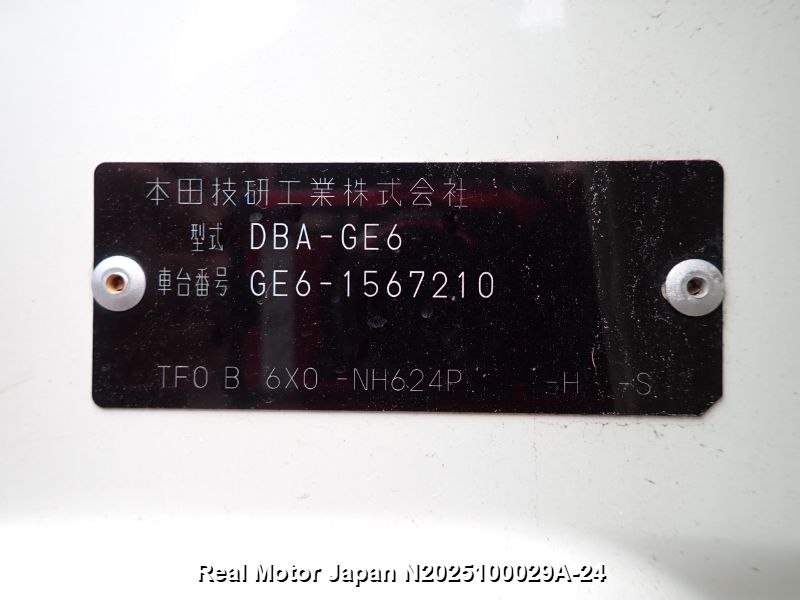 本田技研工業株式会社
型式 DBA-GE6
車台番号 GE6-1567210
TF0 B 6X0 -NH624P -H -S
Real Motor Japan N2025100029A-24